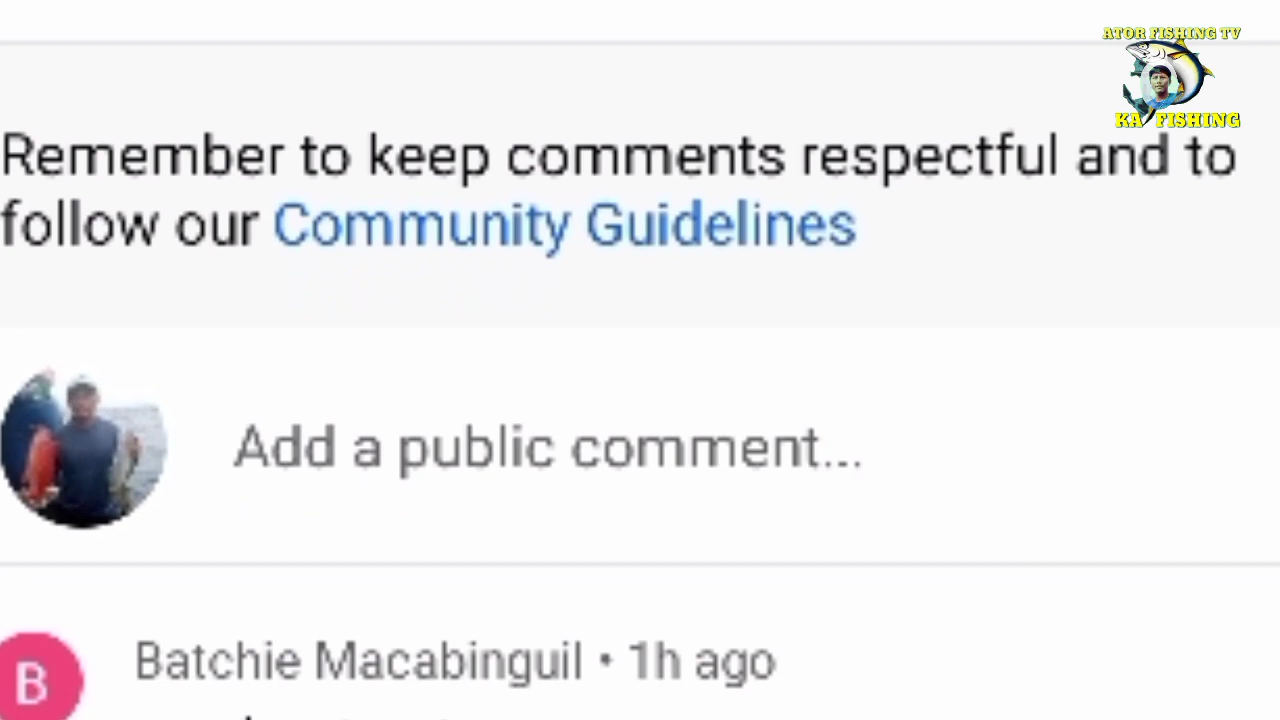 ATOR FISHING TV
KA FISHING
Remember to keep comments respectful and to
follow our Community Guidelines
Add a public comment...
B
Batchie Macabinguil • 1h ago